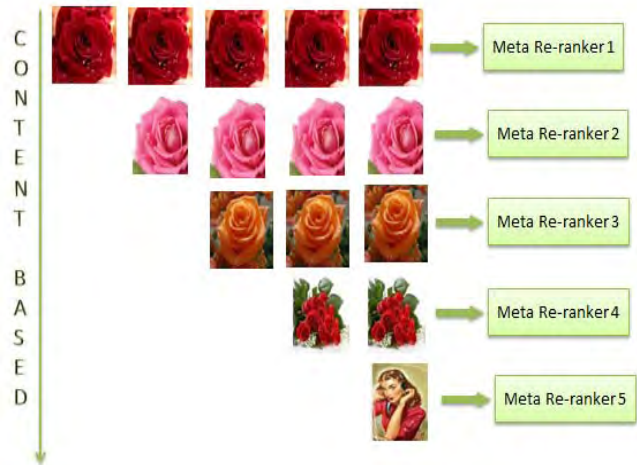 CONTENT BASED
Meta Re-ranker 1
Meta Re-ranker 2
Meta Re-ranker 3
Meta Re-ranker 4
Meta Re-ranker 5